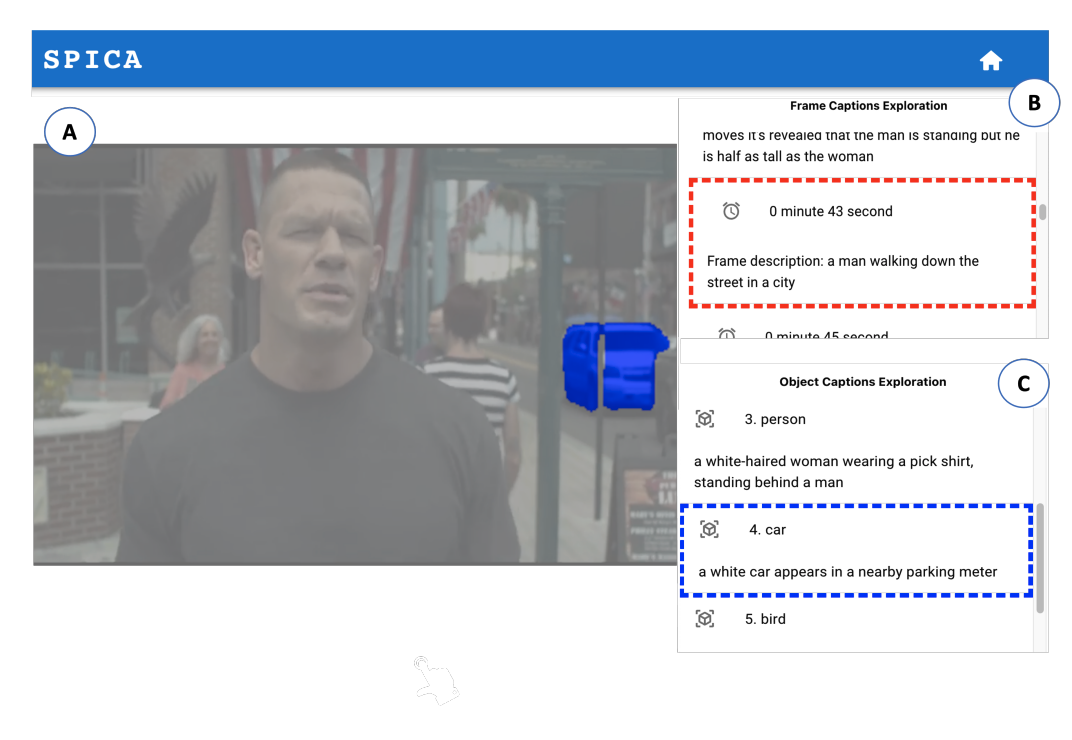 SPICA
A
B
Frame Captions Exploration
moves it's revealed that the man is standing but he
is half as tall as the woman
0 minute 43 second
Frame description: a man walking down the
street in a city
0 minute 45 second
C
Object Captions Exploration
3. person
a white-haired woman wearing a pick shirt,
standing behind a man
4. car
a white car appears in a nearby parking meter
5. bird